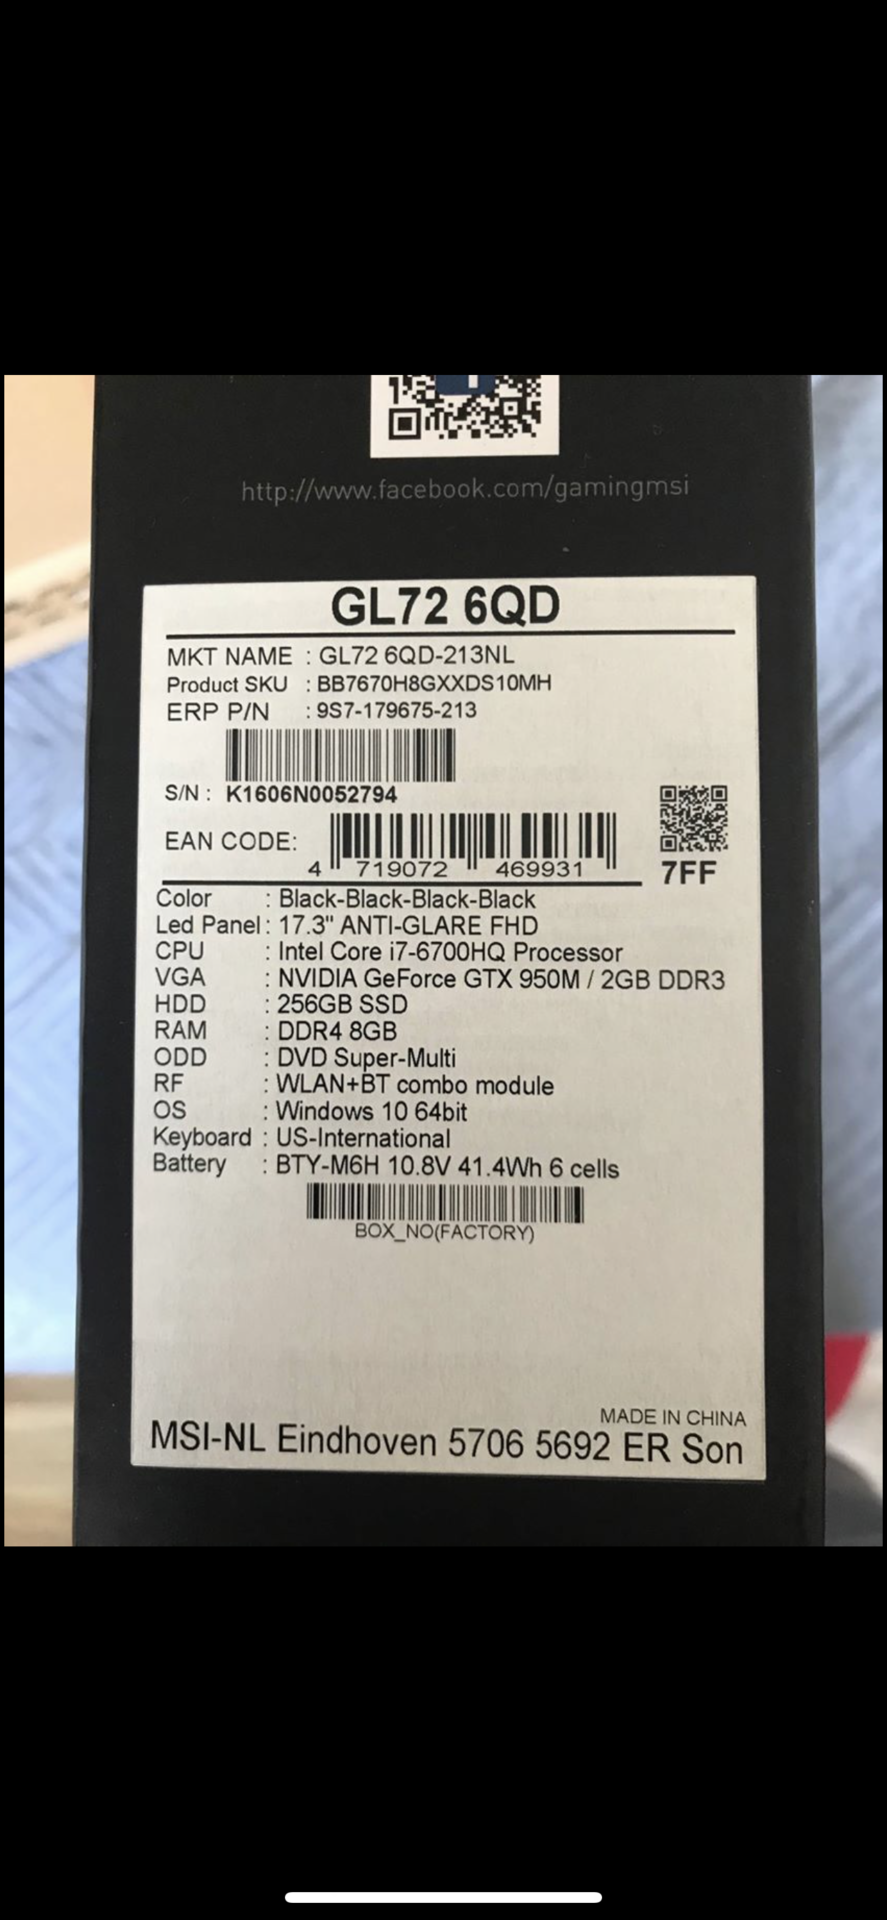 http://www.facebook.com/gamingmsi
GL72 6QD
MKT NAME : GL72 6QD-213NL
Product SKU : BB7670H8GXXDS10MH
ERP P/N : 9S7-179675-213
S/N : K1606N0052794
EAN CODE:
4 719072 469931
7FF
Color : Black-Black-Black-Black
Led Panel : 17.3" ANTI-GLARE FHD
CPU : Intel Core i7-6700HQ Processor
VGA : NVIDIA GeForce GTX 950M / 2GB DDR3
HDD : 256GB SSD
RAM : DDR4 8GB
ODD : DVD Super-Multi
RF : WLAN+BT combo module
OS : Windows 10 64bit
Keyboard : US-International
Battery : BTY-M6H 10.8V 41.4Wh 6 cells
BOX_NO(FACTORY)
MADE IN CHINA
MSI-NL Eindhoven 5706 5692 ER Son